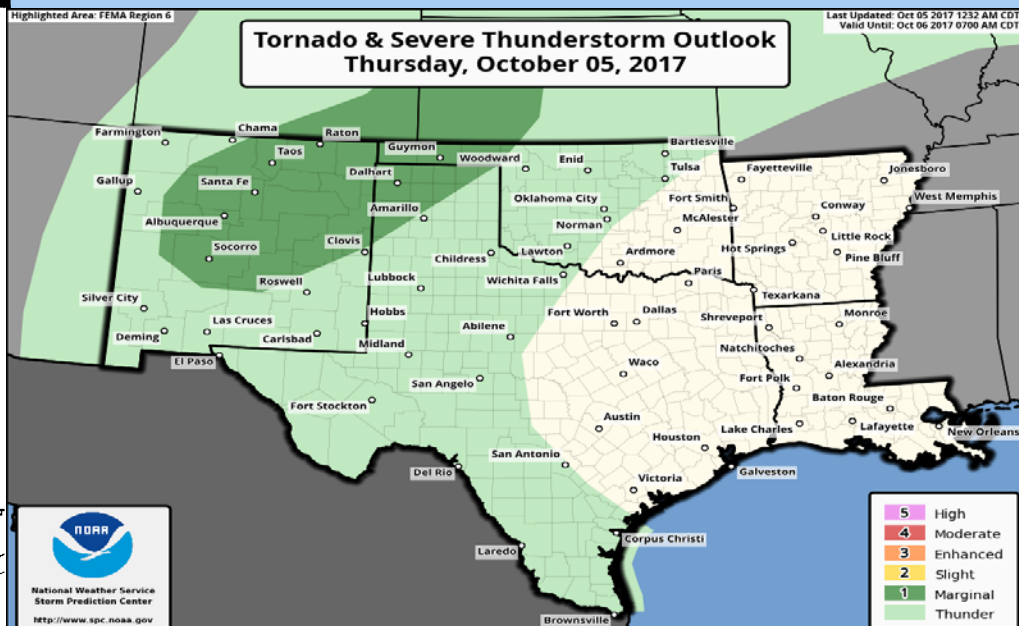 Highlighted Area: FEMA Region 6
Last Updated: Oct 05 2017 1232 AM CDT
Valid Until: Oct 06 2017 0700 AM CDT
Tornado & Severe Thunderstorm Outlook
Thursday, October 05, 2017
Farmington
Chama
Raton
Taos
Guymon
Woodward
Enid
Bartlesville
Tulsa
Fayetteville
Jonesboro
Gallup
Santa Fe
Dalhart
Amarillo
Oklahoma City
Fort Smith
Conway
West Memphis
Albuquerque
Norman
McAlester
Little Rock
Socorro
Clovis
Childress
Lawton
Ardmore
Hot Springs
Pine Bluff
Roswell
Lubbock
Wichita Falls
Paris
Texarkana
Silver City
Las Cruces
Hobbs
Fort Worth
Dallas
Shreveport
Monroe
Deming
Carlsbad
Midland
Abilene
Natchitoches
El Paso
San Angelo
Waco
Fort Polk
Alexandria
Fort Stockton
Austin
Baton Rouge
Houston
Lake Charles
Lafayette
New Orleans
Del Rio
San Antonio
Victoria
Galveston
Laredo
Corpus Christi
Brownsville
NOAA
National Weather Service
Storm Prediction Center
http://www.spc.noaa.gov
5 High
4 Moderate
3 Enhanced
2 Slight
1 Marginal
Thunder